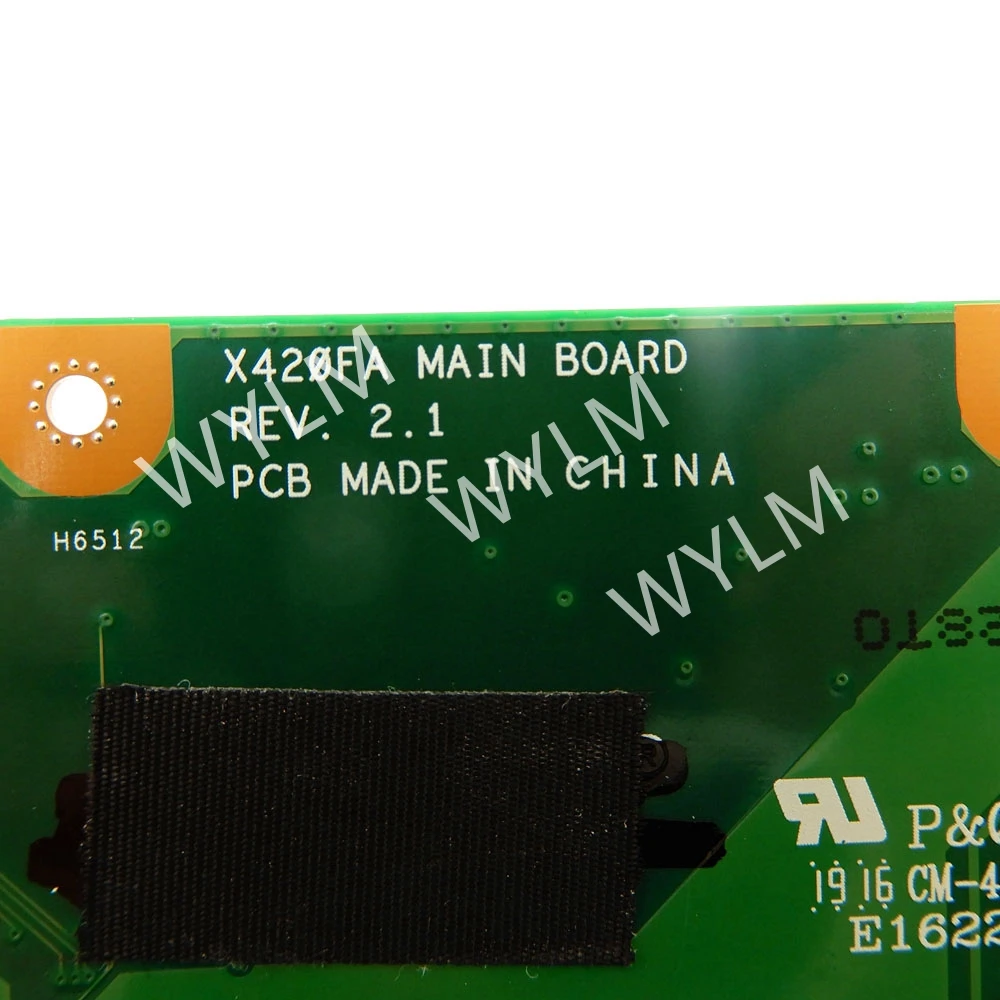 X420FA MAIN BOARD
REV. 2.1
PCB MADE IN CHINA
H6512
WYLM
WYLM
WYLM
1916 CM-4
E1622